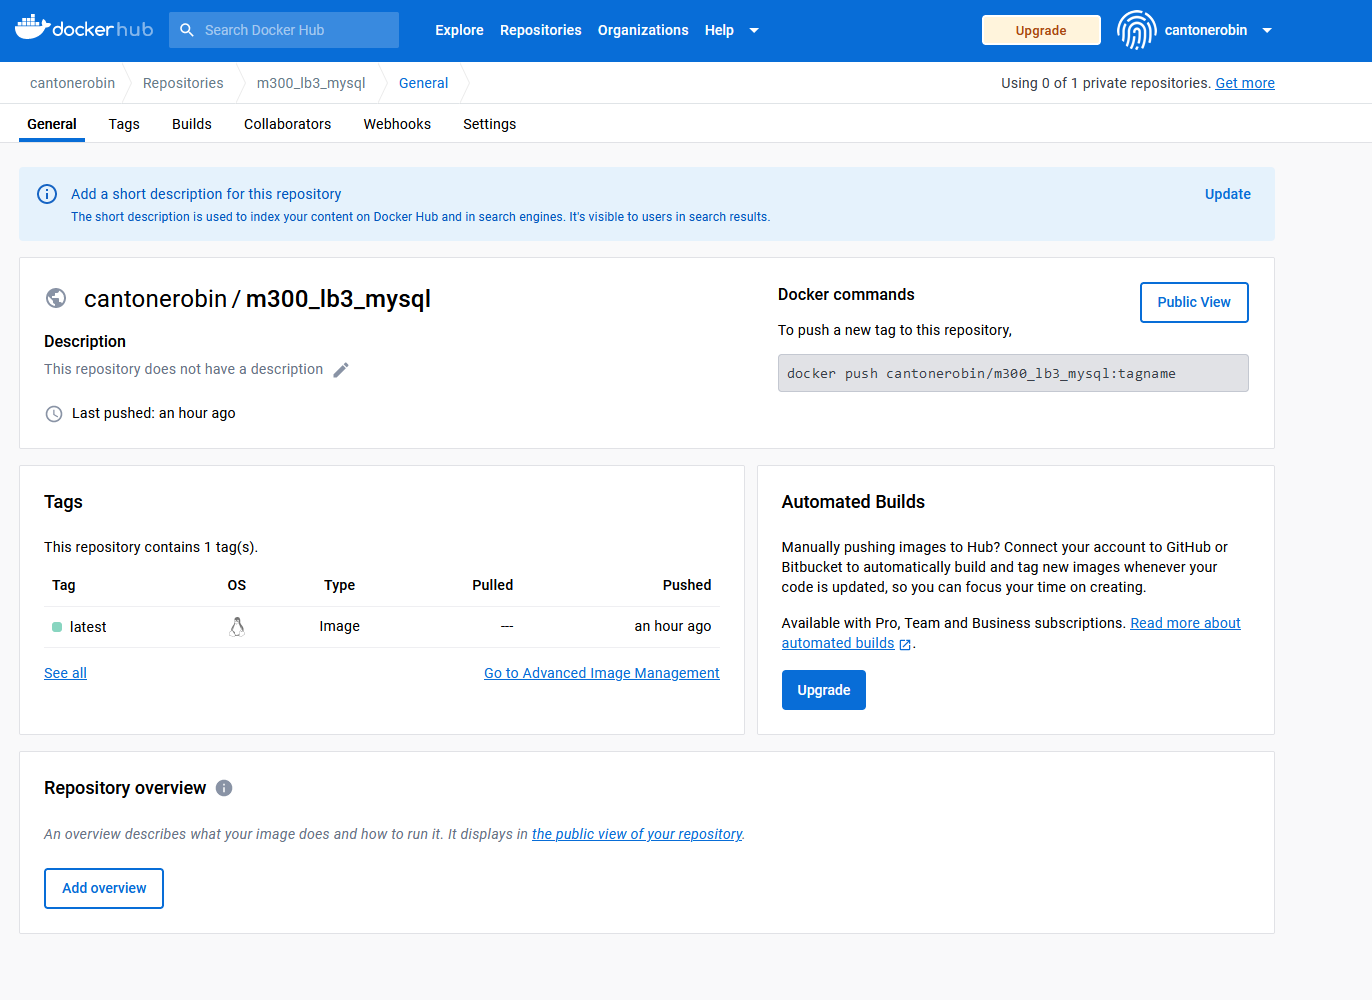 dockerhub
Search Docker Hub
Explore Repositories Organizations Help
Upgrade
cantonerobin
cantonerobin Repositories m300_lb3_mysql General
Using 0 of 1 private repositories. Get more
General Tags Builds Collaborators Webhooks Settings
Add a short description for this repository
Update
The short description is used to index your content on Docker Hub and in search engines. It's visible to users in search results.
cantonerobin / m300_lb3_mysql
Description
This repository does not have a description
Last pushed: an hour ago
Docker commands
Public View
To push a new tag to this repository,
docker push cantonerobin/m300_lb3_mysql:tagname
Tags
This repository contains 1 tag(s).
Tag OS Type Pulled Pushed
latest Image --- an hour ago
See all Go to Advanced Image Management
Automated Builds
Manually pushing images to Hub? Connect your account to GitHub or
Bitbucket to automatically build and tag new images whenever your
code is updated, so you can focus your time on creating.
Available with Pro, Team and Business subscriptions. Read more about
automated builds .
Upgrade
Repository overview
An overview describes what your image does and how to run it. It displays in the public view of your repository.
Add overview